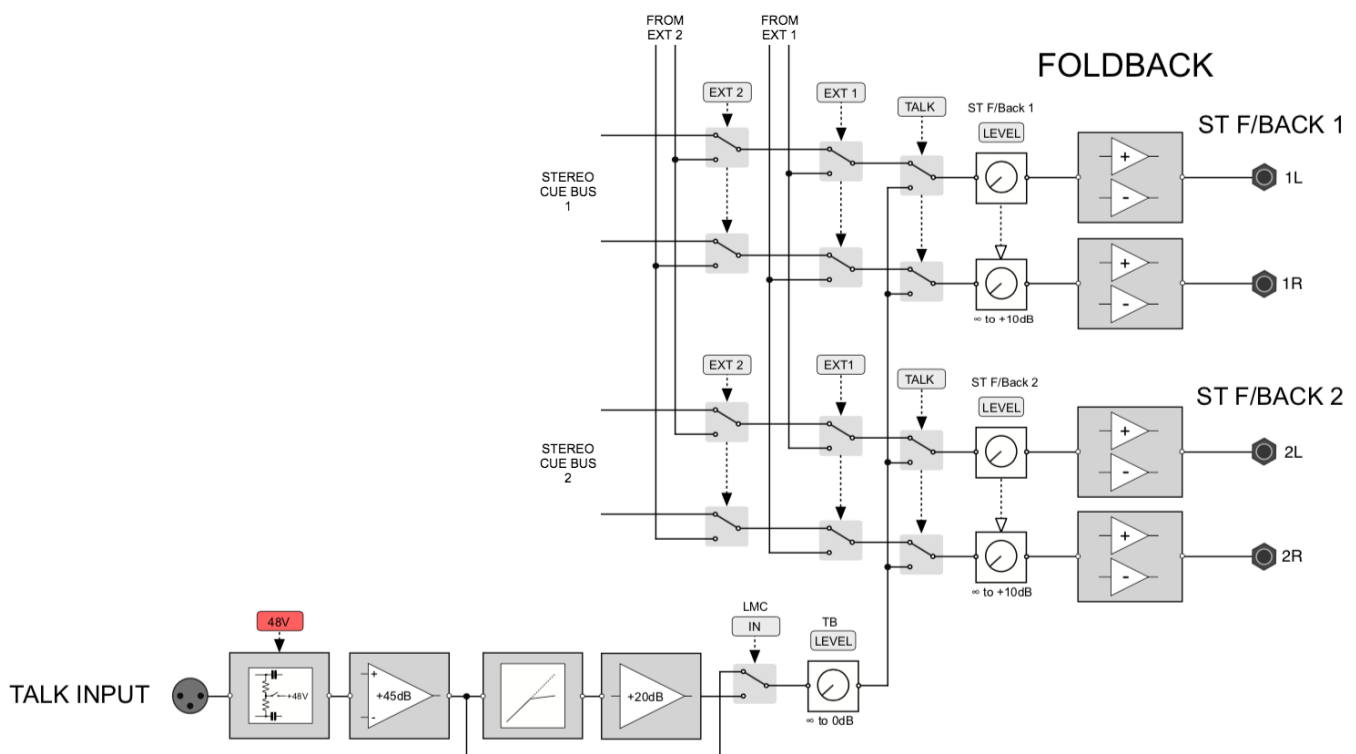 FROM
EXT 2
FROM
EXT 1
FOLDBACK
EXT 2
EXT 1
TALK
ST F/Back 1
LEVEL
ST F/BACK 1
+
-
1L
STEREO
CUE BUS
1
+
-
1R
∞ to +10dB
EXT 2
EXT1
TALK
ST F/Back 2
LEVEL
ST F/BACK 2
+
-
2L
STEREO
CUE BUS
2
+
-
2R
∞ to +10dB
48V
LMC
IN
TB
LEVEL
TALK INPUT
+48V
+
+45dB
-
+20dB
∞ to 0dB